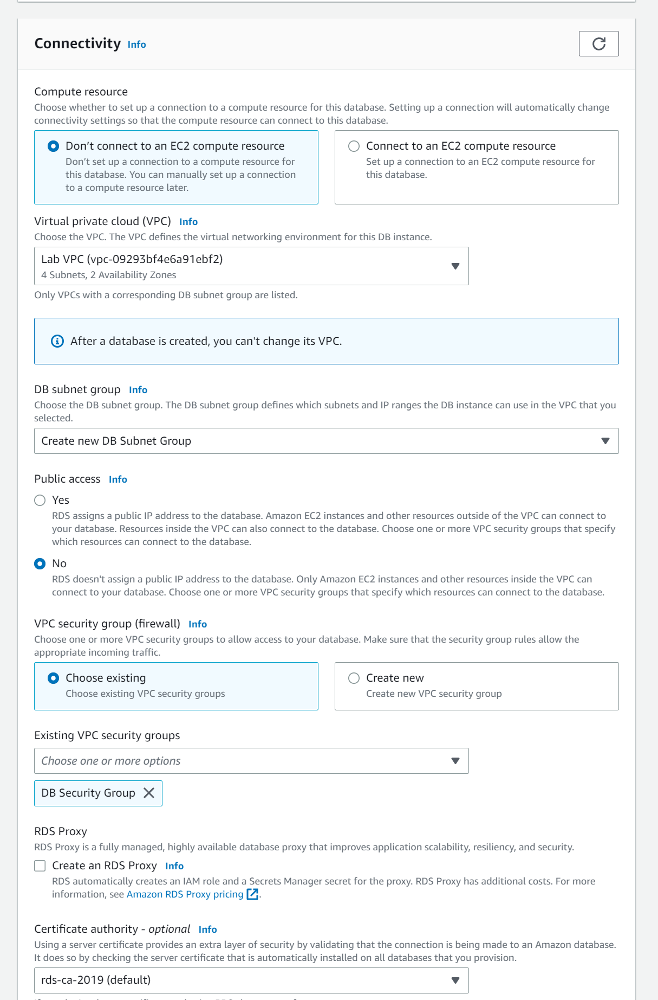 Connectivity Info
Compute resource
Choose whether to set up a connection to a compute resource for this database. Setting up a connection will automatically change
connectivity settings so that the compute resource can connect to this database.
Don't connect to an EC2 compute resource
Don't set up a connection to a compute resource for
this database. You can manually set up a connection
to a compute resource later.
Connect to an EC2 compute resource
Set up a connection to an EC2 compute resource for
this database.
Virtual private cloud (VPC) Info
Choose the VPC. The VPC defines the virtual networking environment for this DB instance.
Lab VPC (vpc-09293bf4e6a91ebf2)
4 Subnets, 2 Availability Zones
Only VPCs with a corresponding DB subnet group are listed.
After a database is created, you can't change its VPC.
DB subnet group Info
Choose the DB subnet group. The DB subnet group defines which subnets and IP ranges the DB instance can use in the VPC that you
selected.
Create new DB Subnet Group
Public access Info
Yes
RDS assigns a public IP address to the database. Amazon EC2 instances and other resources outside of the VPC can connect to
your database. Resources inside the VPC can also connect to the database. Choose one or more VPC security groups that specify
which resources can connect to the database.
No
RDS doesn't assign a public IP address to the database. Only Amazon EC2 instances and other resources inside the VPC can
connect to your database. Choose one or more VPC security groups that specify which resources can connect to the database.
VPC security group (firewall) Info
Choose one or more VPC security groups to allow access to your database. Make sure that the security group rules allow the
appropriate incoming traffic.
Choose existing
Choose existing VPC security groups
Create new
Create new VPC security group
Existing VPC security groups
Choose one or more options
DB Security Group
RDS Proxy
RDS Proxy is a fully managed, highly available database proxy that improves application scalability, resiliency, and security.
Create an RDS Proxy Info
RDS automatically creates an IAM role and a Secrets Manager secret for the proxy. RDS Proxy has additional costs. For more
information, see Amazon RDS Proxy pricing.
Certificate authority - optional Info
Using a server certificate provides an extra layer of security by validating that the connection is being made to an Amazon database.
It does so by checking the server certificate that is automatically installed on all databases that you provision.
rds-ca-2019 (default)